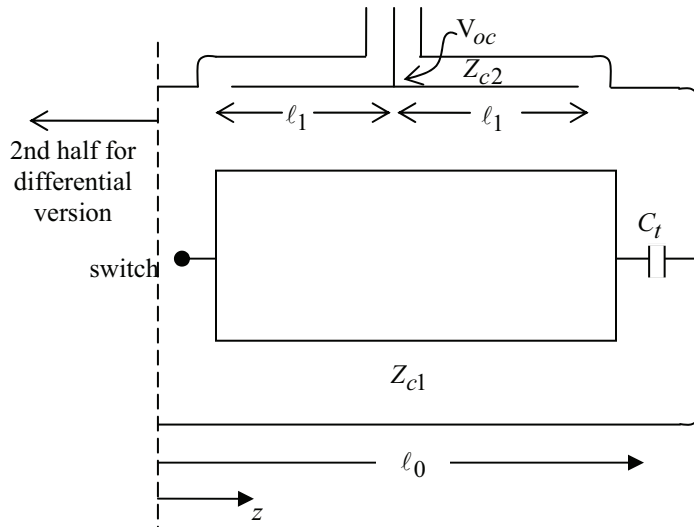 V_oc
Z_c2
ℓ_1 ℓ_1
2nd half for
differential
version
C_t
switch
Z_c1
ℓ_0
z